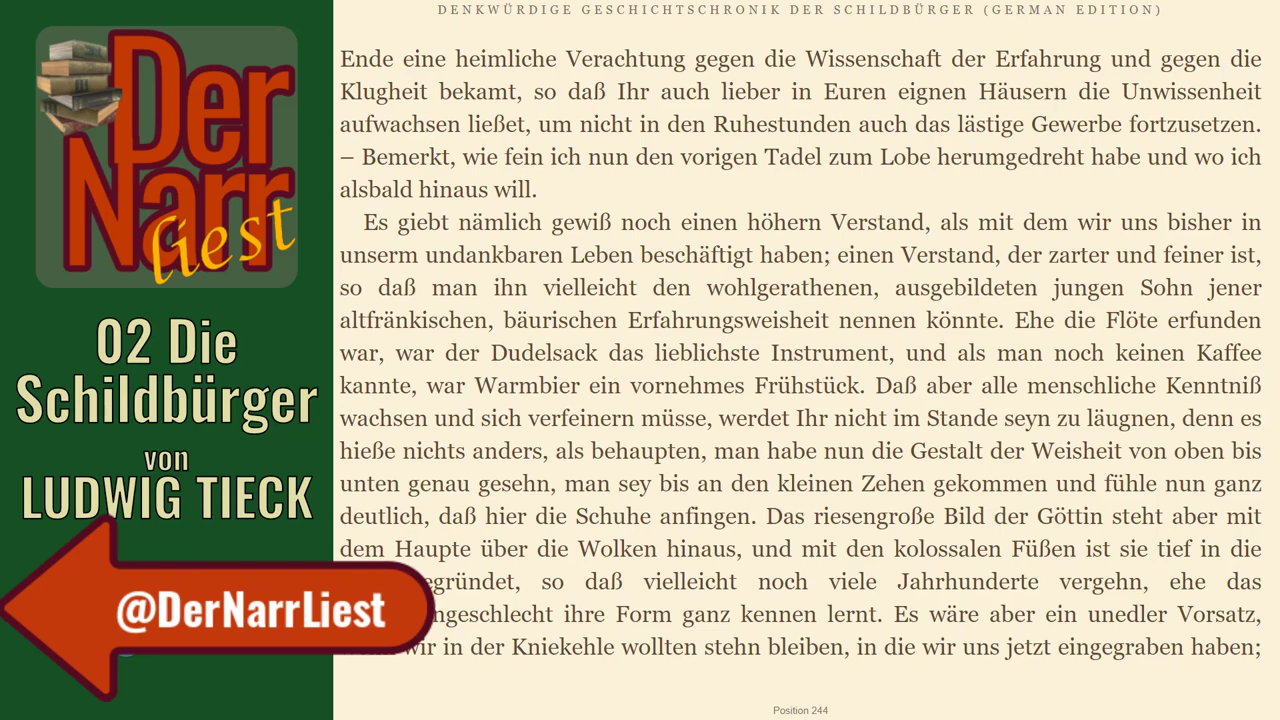 Der
Narr
liest
02 Die
Schildbürger
von
LUDWIG TIECK
@DerNarrLiest
DENKWÜRDIGE GESCHICHTSCHRONIK DER SCHILDBÜRGER (GERMAN EDITION)
Ende eine heimliche Verachtung gegen die Wissenschaft der Erfahrung und gegen die
Klugheit bekamt, so daß Ihr auch lieber in Euren eignen Häusern die Unwissenheit
aufwachsen ließet, um nicht in den Ruhestunden auch das lästige Gewerbe fortzusetzen.
– Bemerkt, wie fein ich nun den vorigen Tadel zum Lobe herumgedreht habe und wo ich
alsbald hinaus will.
Es giebt nämlich gewiß noch einen höhern Verstand, als mit dem wir uns bisher in
unserm undankbaren Leben beschäftigt haben; einen Verstand, der zarter und feiner ist,
so daß man ihn vielleicht den wohlgerathenen, ausgebildeten jungen Sohn jener
altfränkischen, bäurischen Erfahrungsweisheit nennen könnte. Ehe die Flöte erfunden
war, war der Dudelsack das lieblichste Instrument, und als man noch keinen Kaffee
kannte, war Warmbier ein vornehmes Frühstück. Daß aber alle menschliche Kenntniß
wachsen und sich verfeinern müsse, werdet Ihr nicht im Stande seyn zu läugnen, denn es
hieße nichts anders, als behaupten, man habe nun die Gestalt der Weisheit von oben bis
unten genau gesehn, man sey bis an den kleinen Zehen gekommen und fühle nun ganz
deutlich, daß hier die Schuhe anfingen. Das riesengroße Bild der Göttin steht aber mit
dem Haupte über die Wolken hinaus, und mit den kolossalen Füßen ist sie tief in die
gründet, so daß vielleicht noch viele Jahrhunderte vergehn, ehe das
ngeschlecht ihre Form ganz kennen lernt. Es wäre aber ein unedler Vorsatz,
wir in der Kniekehle wollten stehn bleiben, in die wir uns jetzt eingegraben haben;
Position 244